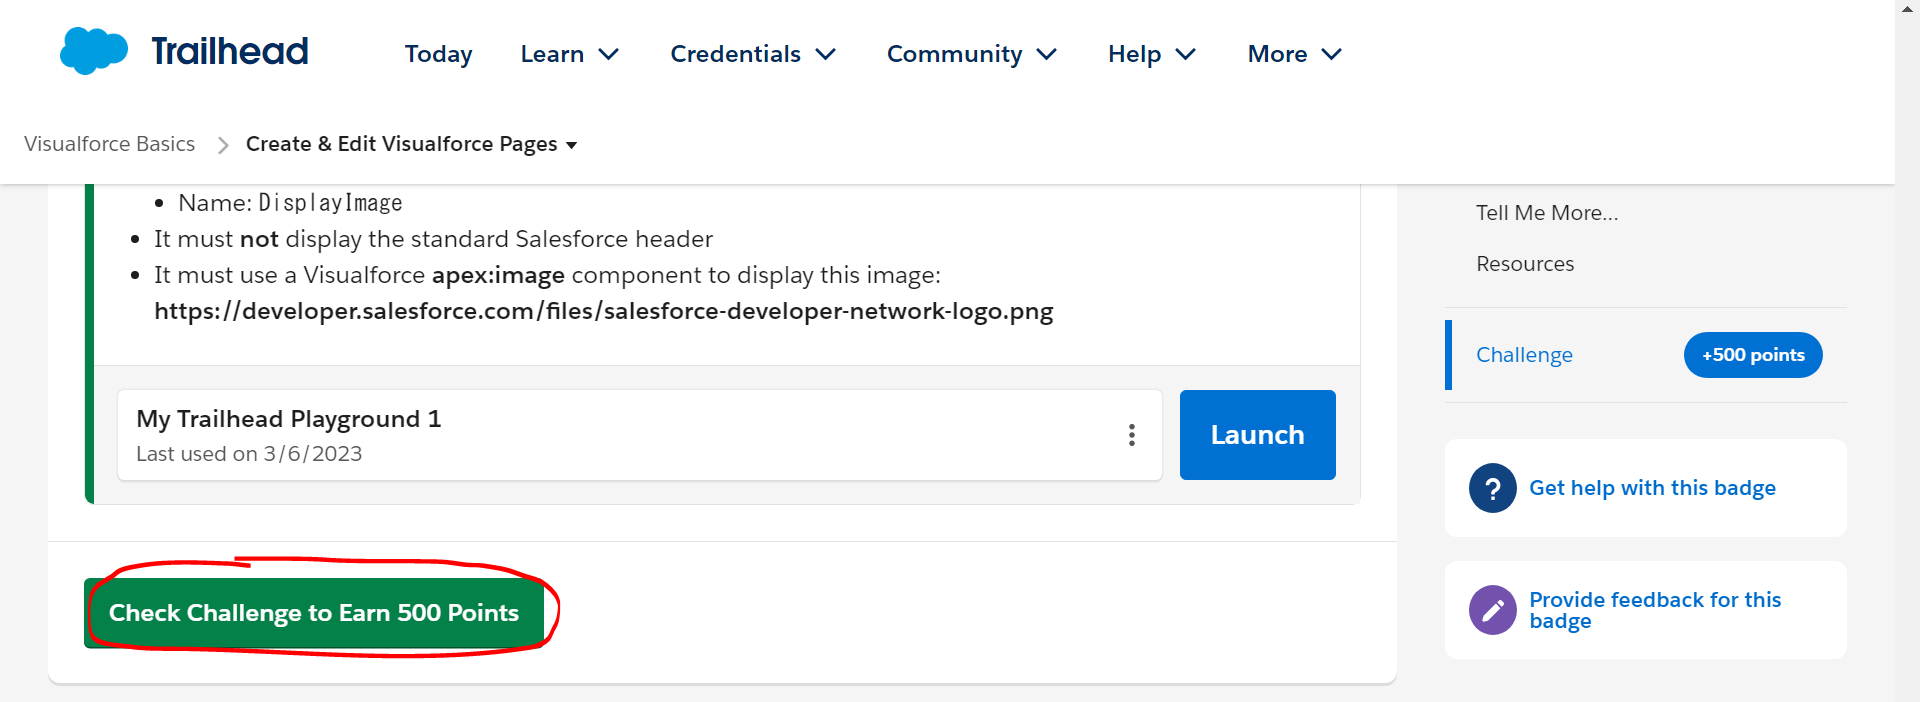 Trailhead
Today Learn Credentials Community Help More
Visualforce Basics Create & Edit Visualforce Pages
• Name: DisplayImage
• It must not display the standard Salesforce header
• It must use a Visualforce apex:image component to display this image:
https://developer.salesforce.com/files/salesforce-developer-network-logo.png
My Trailhead Playground 1
Last used on 3/6/2023
Launch
Check Challenge to Earn 500 Points
Tell Me More...
Resources
Challenge +500 points
? Get help with this badge
Provide feedback for this
badge